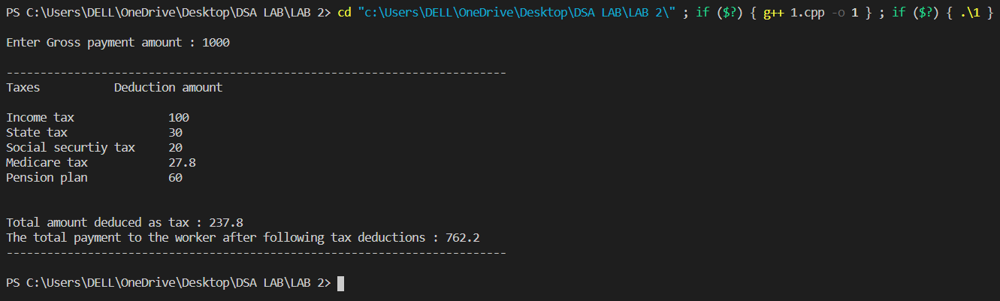 PS C:\Users\DELL\OneDrive\Desktop\DSA LAB\LAB 2> cd "c:\Users\DELL\OneDrive\Desktop\DSA LAB\LAB 2\" ; if ($?) { g++ 1.cpp -o 1 } ; if ($?) { .\1 }
Enter Gross payment amount : 1000
--------------------------------------------------------------------------
Taxes           Deduction amount
Income tax              100
State tax               30
Social securtiy tax     20
Medicare tax            27.8
Pension plan            60
Total amount deduced as tax : 237.8
The total payment to the worker after following tax deductions : 762.2
--------------------------------------------------------------------------
PS C:\Users\DELL\OneDrive\Desktop\DSA LAB\LAB 2>